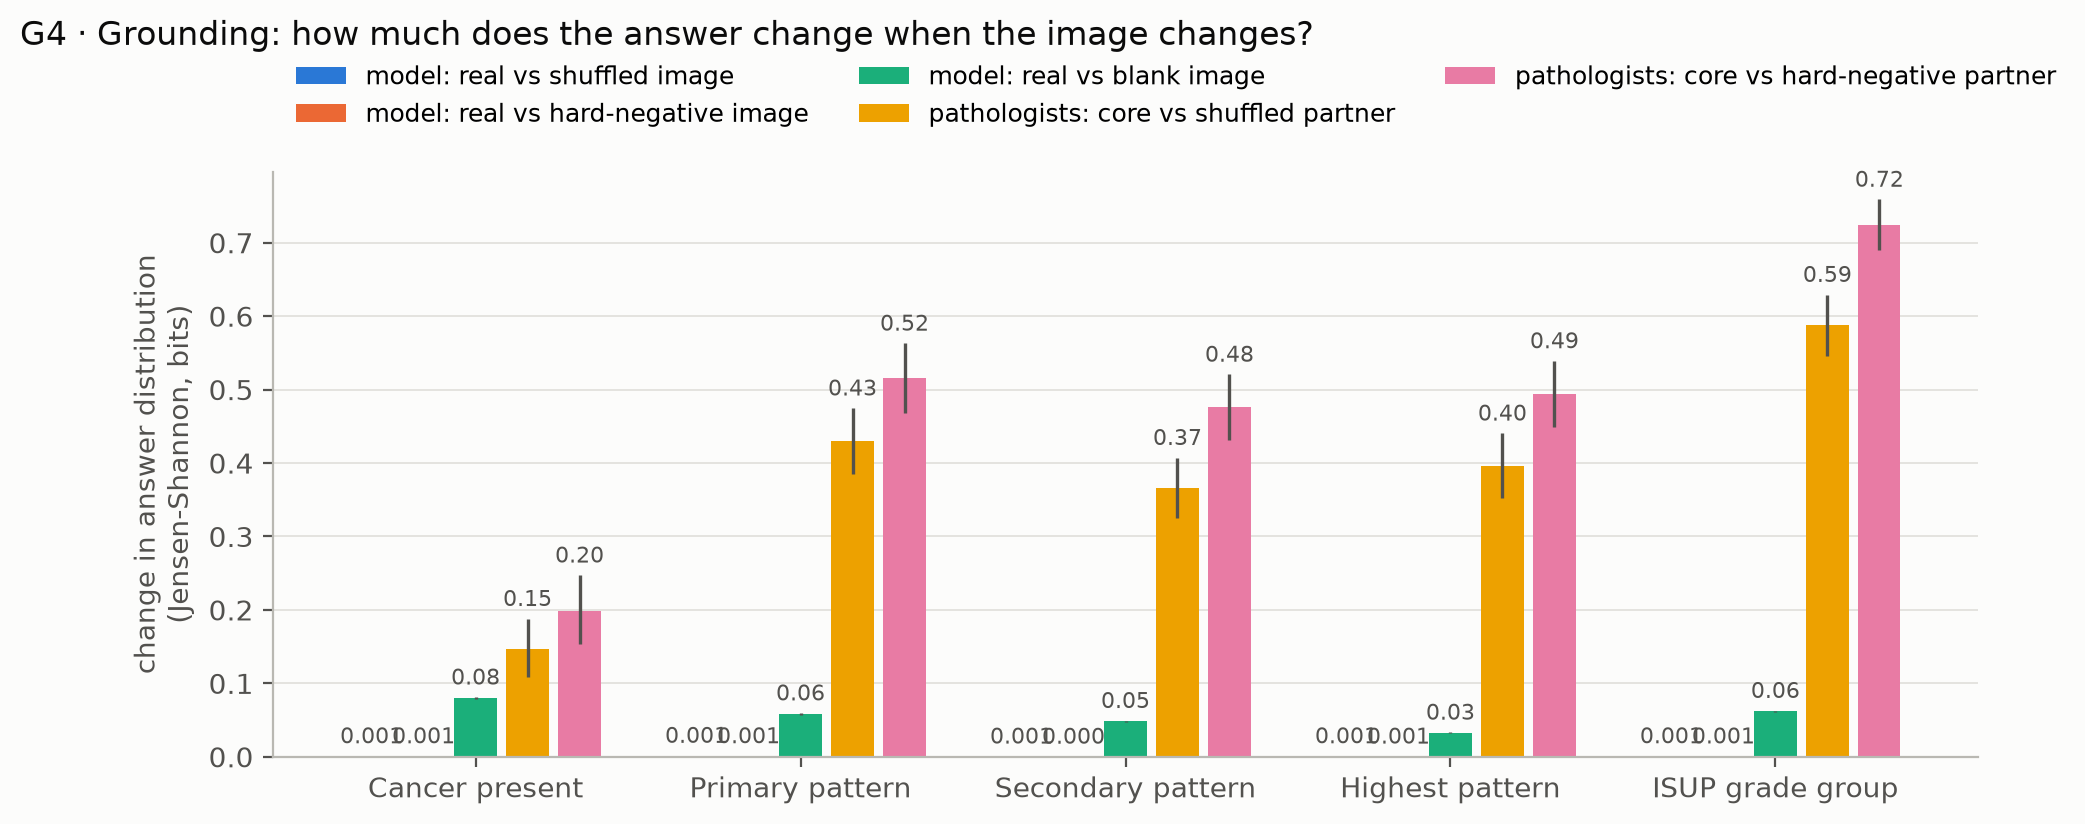 G4 · Grounding: how much does the answer change when the image changes?
model: real vs shuffled image
model: real vs blank image
pathologists: core vs hard-negative partner
model: real vs hard-negative image
pathologists: core vs shuffled partner
change in answer distribution
(Jensen-Shannon, bits)
0.7
0.6
0.5
0.4
0.3
0.2
0.1
0.0
0.001 0.001 0.08 0.15 0.20
0.001 0.001 0.06 0.43 0.52
0.001 0.000 0.05 0.37 0.48
0.001 0.001 0.03 0.40 0.49
0.001 0.001 0.06 0.59 0.72
Cancer present
Primary pattern
Secondary pattern
Highest pattern
ISUP grade group